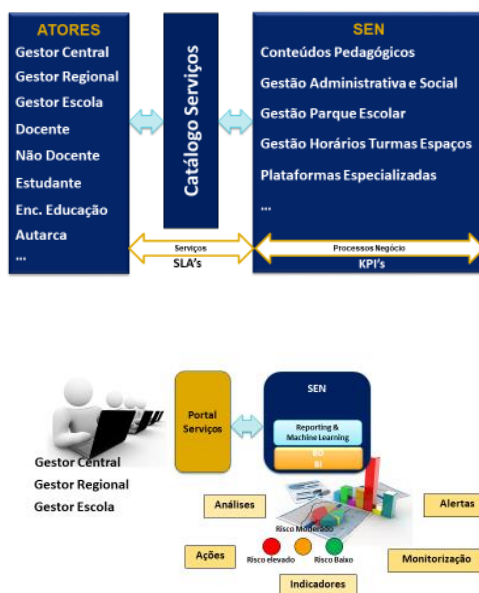 ATORES
Gestor Central
Gestor Regional
Gestor Escola
Docente
Não Docente
Estudante
Enc. Educação
Autarca
...
Catálogo Serviços
SEN
Conteúdos Pedagógicos
Gestão Administrativa e Social
Gestão Parque Escolar
Gestão Horários Turmas Espaços
Plataformas Especializadas
...
Serviços
SLA's
Processos Negócio
KPI's
Portal
Serviços
SEN
Reporting &
Machine Learning
BD
BI
Gestor Central
Gestor Regional
Gestor Escola
Análises
Alertas
Risco Moderado
Ações
Risco elevado
Risco Baixo
Monitorização
Indicadores